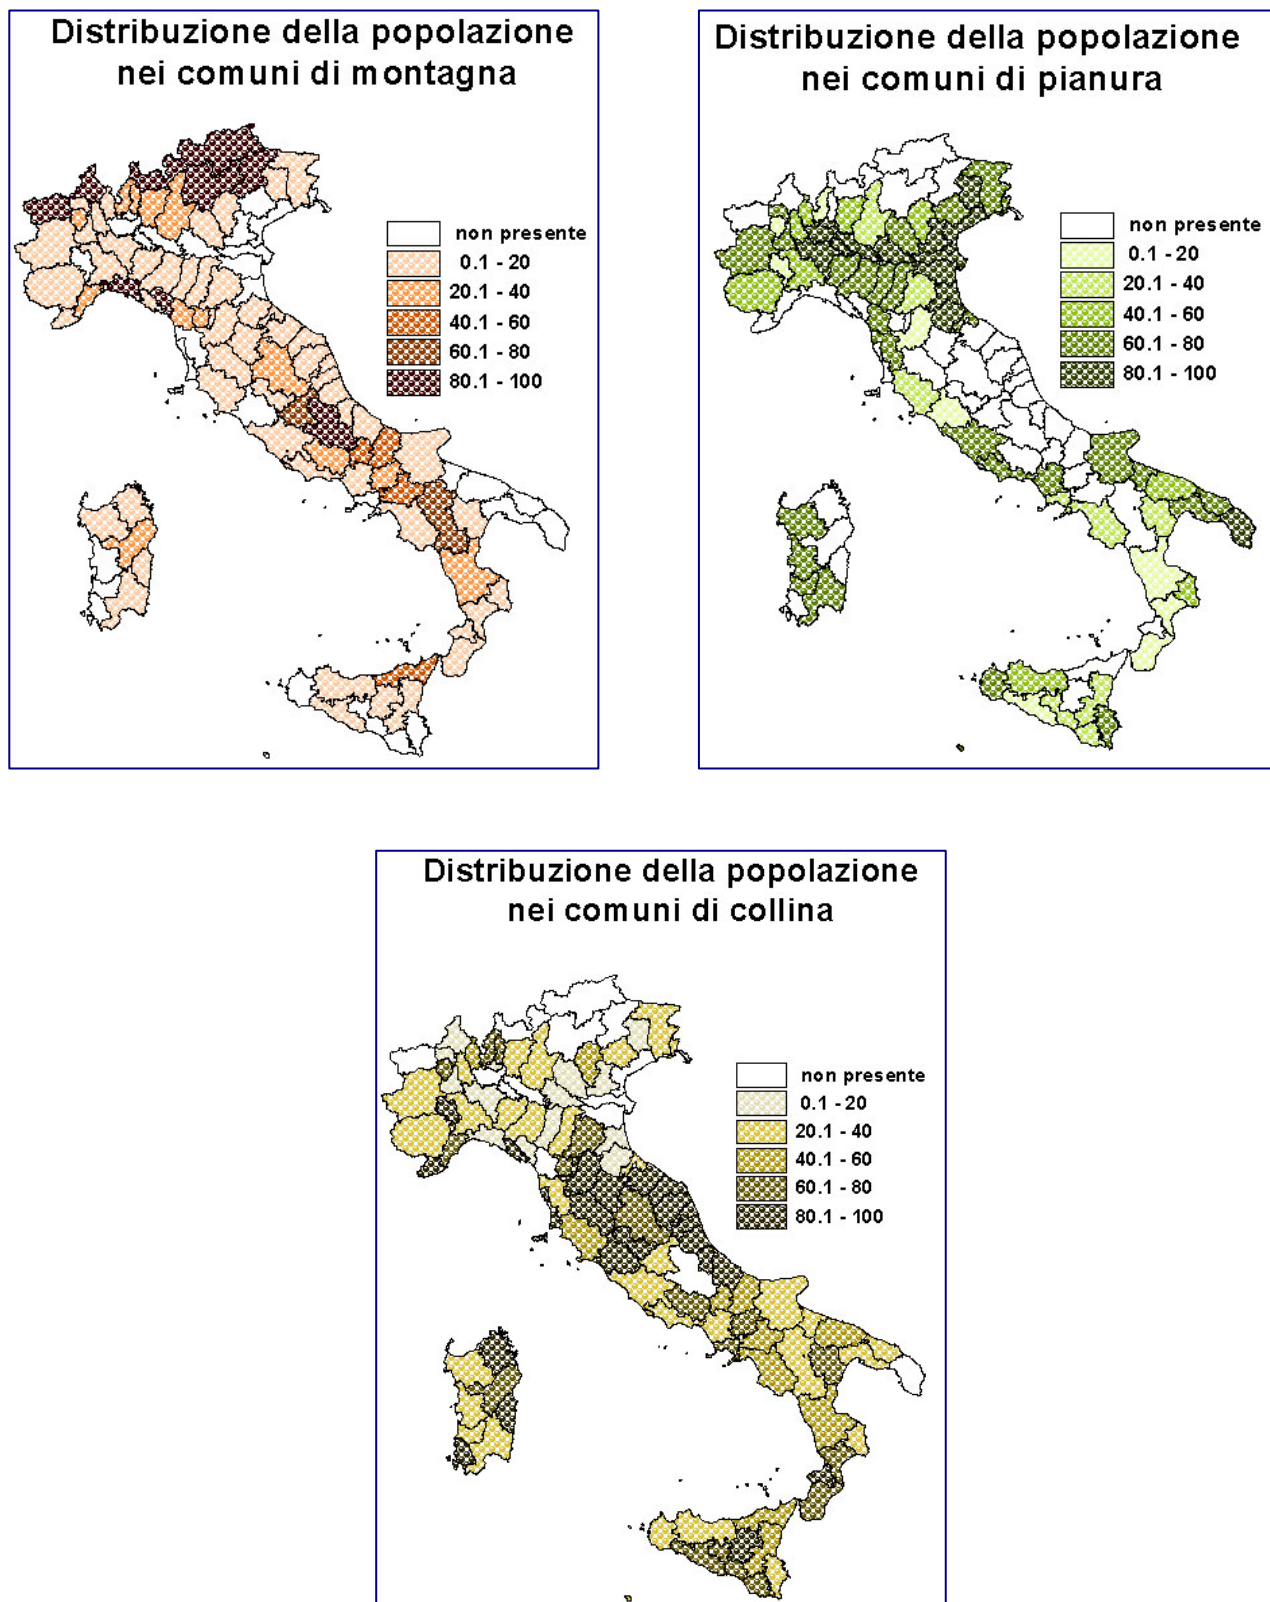 Distribuzione della popolazione
nei comuni di montagna
non presente
0.1 - 20
20.1 - 40
40.1 - 60
60.1 - 80
80.1 - 100
Distribuzione della popolazione
nei comuni di pianura
non presente
0.1 - 20
20.1 - 40
40.1 - 60
60.1 - 80
80.1 - 100
Distribuzione della popolazione
nei comuni di collina
non presente
0.1 - 20
20.1 - 40
40.1 - 60
60.1 - 80
80.1 - 100